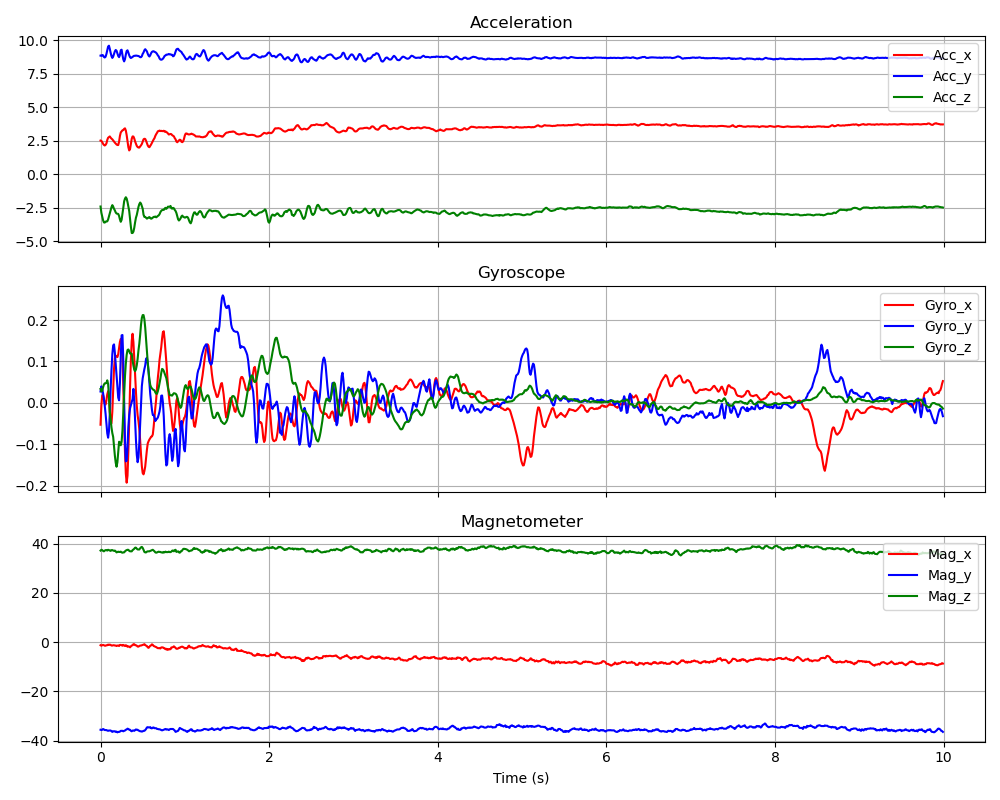 Acceleration
10.0
7.5
5.0
2.5
0.0
−2.5
−5.0
Acc_x
Acc_y
Acc_z
Gyroscope
0.2
0.1
0.0
−0.1
−0.2
Gyro_x
Gyro_y
Gyro_z
Magnetometer
40
20
0
−20
−40
Mag_x
Mag_y
Mag_z
0 2 4 6 8 10
Time (s)